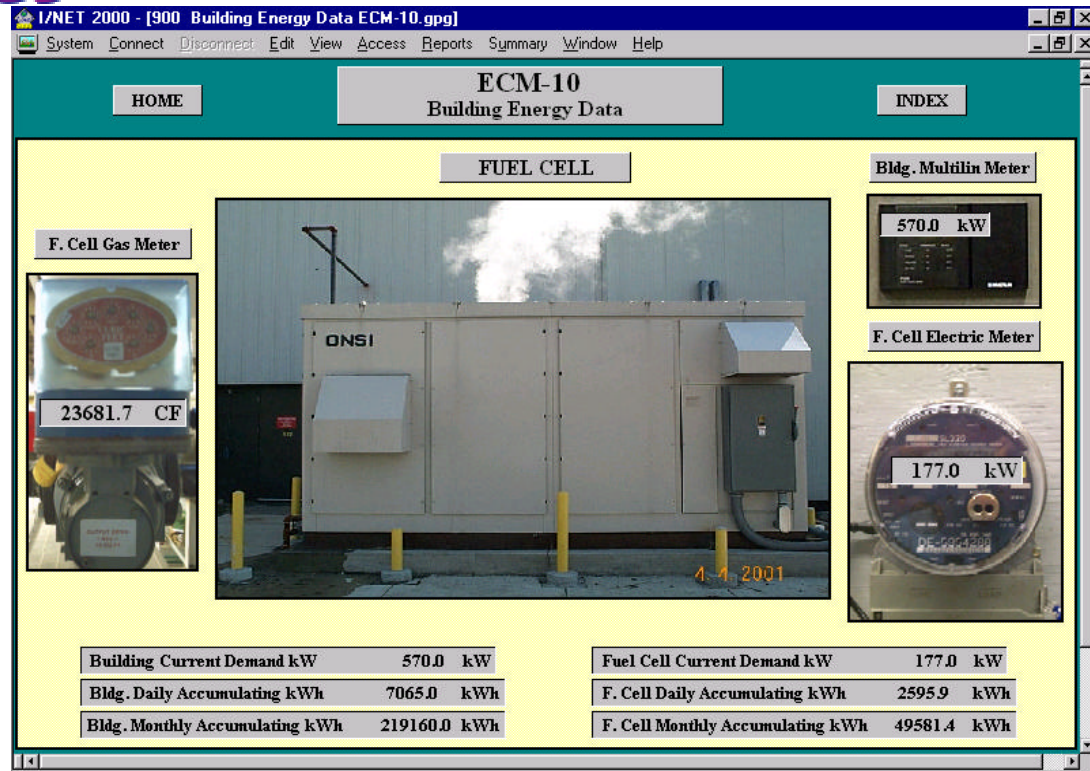 I/NET 2000 - [900 Building Energy Data ECM-10.gpg]
System Connect Disconnect Edit View Access Reports Summary Window Help
HOME
ECM-10
Building Energy Data
INDEX
FUEL CELL
Bldg. Multilin Meter
570.0 kW
F. Cell Gas Meter
F. Cell Electric Meter
ONSI
23681.7 CF
177.0 kW
4 4 2001
Building Current Demand kW 570.0 kW
Fuel Cell Current Demand kW 177.0 kW
Bldg. Daily Accumulating kWh 7065.0 kWh
F. Cell Daily Accumulating kWh 2595.9 kWh
Bldg. Monthly Accumulating kWh 219160.0 kWh
F. Cell Monthly Accumulating kWh 49581.4 kWh